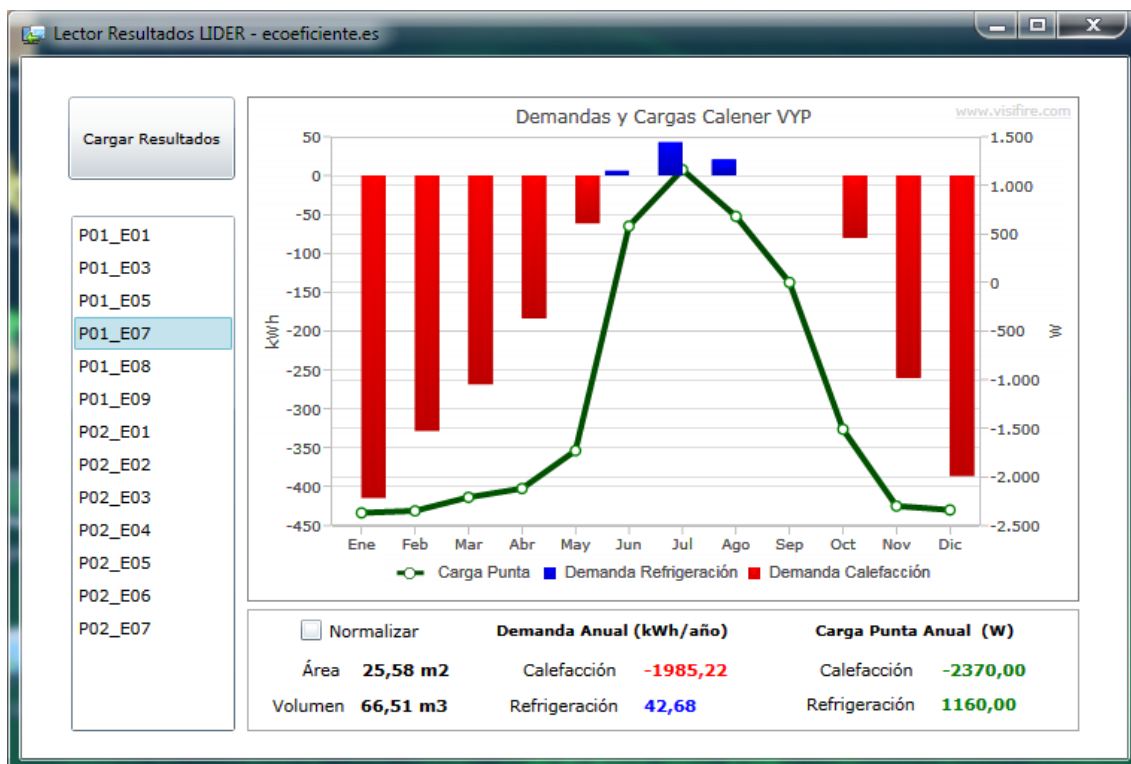 Lector Resultados LIDER - ecoeficiente.es
Cargar Resultados
P01_E01
P01_E03
P01_E05
P01_E07
P01_E08
P01_E09
P02_E01
P02_E02
P02_E03
P02_E04
P02_E05
P02_E06
P02_E07
Demandas y Cargas Calener VYP
www.visifire.com
50
0
-50
-100
-150
-200
-250
-300
-350
-400
-450
kWh
1.500
1.000
500
0
-500
-1.000
-1.500
-2.000
-2.500
W
Ene Feb Mar Abr May Jun Jul Ago Sep Oct Nov Dic
Carga Punta Demanda Refrigeración Demanda Calefacción
Normalizar Demanda Anual (kWh/año) Carga Punta Anual (W)
Área 25,58 m2 Calefacción -1985,22 Calefacción -2370,00
Volumen 66,51 m3 Refrigeración 42,68 Refrigeración 1160,00